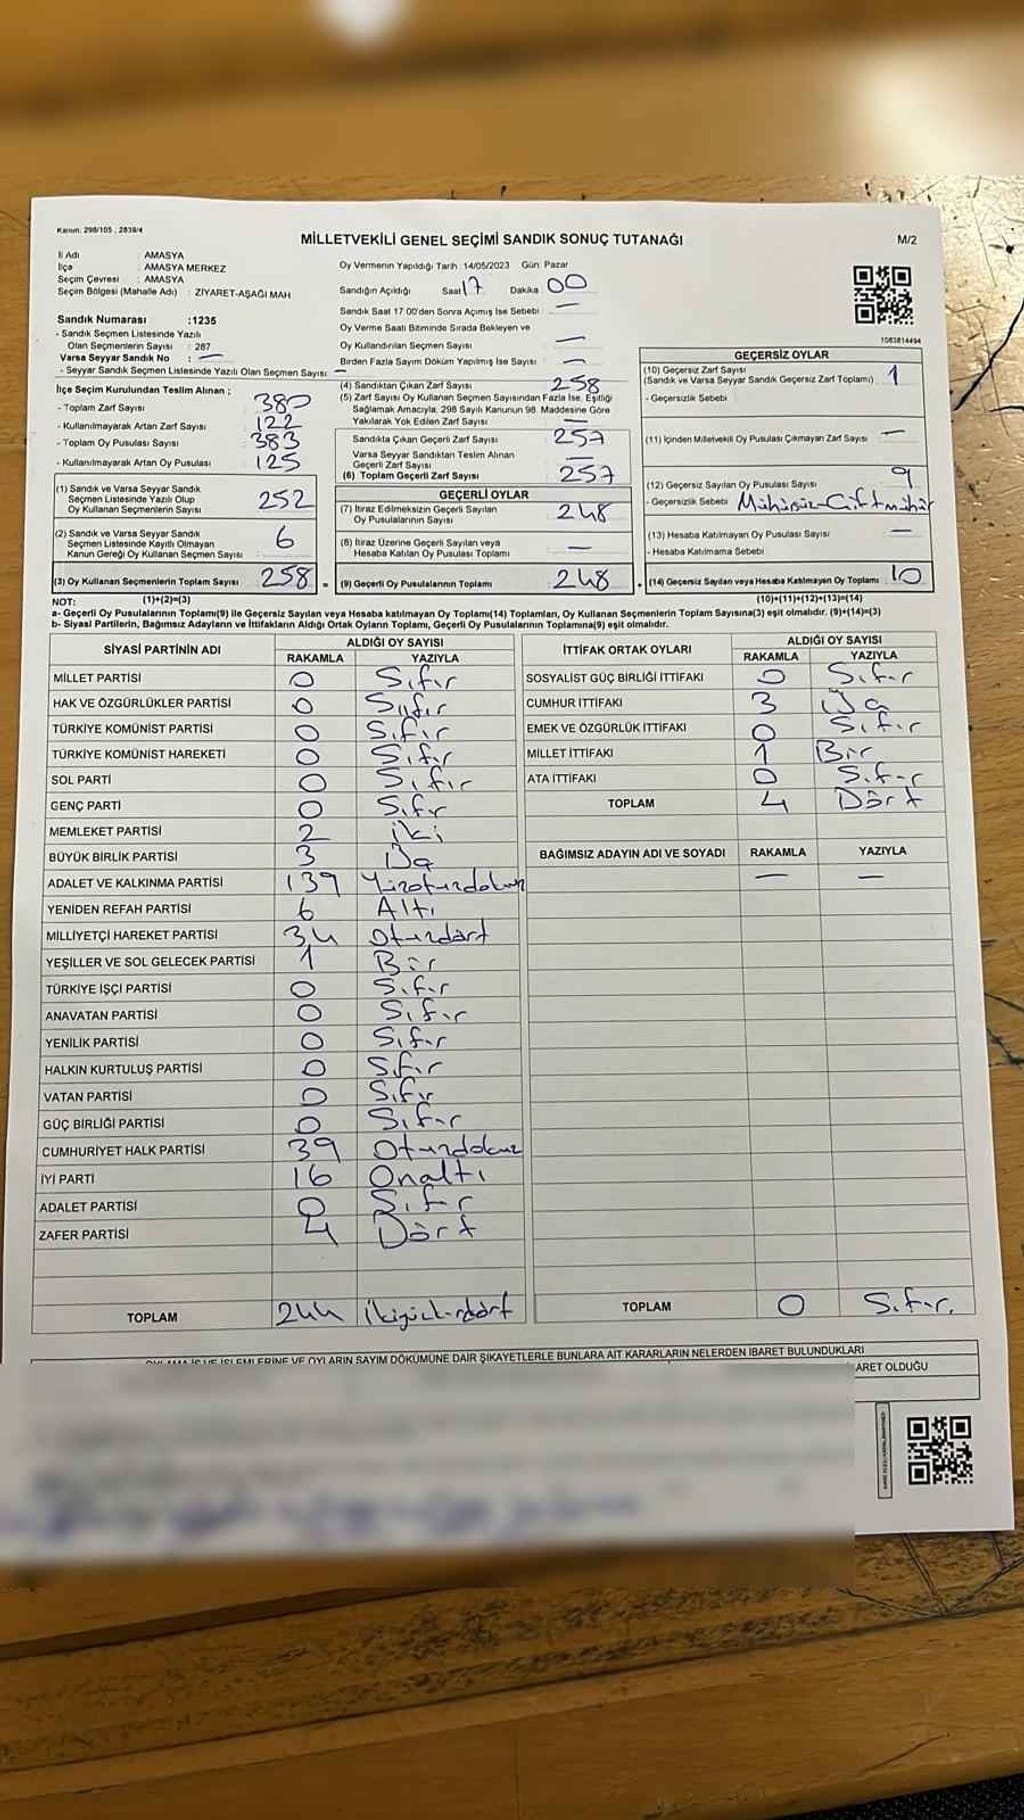 Kanun: 298/105 ; 2839/4
MİLLETVEKİLİ GENEL SEÇİMİ SANDIK SONUÇ TUTANAĞI
M/2
İl Adı : AMASYA
İlçe : AMASYA MERKEZ
Seçim Çevresi : AMASYA
Seçim Bölgesi (Mahalle Adı) : ZİYARET-AŞAĞI MAH
Sandık Numarası :1235
- Sandık Seçmen Listesinde Yazılı
Olan Seçmenlerin Sayısı : 287
Varsa Seyyar Sandık No : —
- Seyyar Sandık Seçmen Listesinde Yazılı Olan Seçmen Sayısı : —
Oy Vermenin Yapıldığı Tarih :14/05/2023 Gün: Pazar
Sandığın Açıldığı Saat 17 Dakika 00
Sandık Saat 17.00'den Sonra Açılmış İse Sebebi : —
Oy Verme Saati Bitiminde Sırada Bekleyen ve
Oy Kullandırılan Seçmen Sayısı : —
Birden Fazla Sayım Döküm Yapılmış İse Sayısı : —
1083814494
İlçe Seçim Kurulundan Teslim Alınan ;
- Toplam Zarf Sayısı : 380
- Kullanılmayarak Artan Zarf Sayısı : 122
- Toplam Oy Pusulası Sayısı : 383
- Kullanılmayarak Artan Oy Pusulası : 125
(4) Sandıktan Çıkan Zarf Sayısı : 258
(5) Zarf Sayısı Oy Kullanan Seçmen Sayısından Fazla İse, Eşitliği
Sağlamak Amacıyla, 298 Sayılı Kanunun 98. Maddesine Göre
Yakılarak Yok Edilen Zarf Sayısı : —
Sandıkta Çıkan Geçerli Zarf Sayısı : 257
Varsa Seyyar Sandıktan Teslim Alınan
Geçerli Zarf Sayısı : —
(6) Toplam Geçerli Zarf Sayısı : 257
GEÇERSİZ OYLAR
(10) Geçersiz Zarf Sayısı
(Sandık ve Varsa Seyyar Sandık Geçersiz Zarf Toplamı) : 1
- Geçersizlik Sebebi :
(11) İçinden Milletvekili Oy Pusulası Çıkmayan Zarf Sayısı : —
(12) Geçersiz Sayılan Oy Pusulası Sayısı : 9
- Geçersizlik Sebebi : Mühürsüz-Çift mühür
(13) Hesaba Katılmayan Oy Pusulası Sayısı : —
- Hesaba Katılmama Sebebi :
(14) Geçersiz Sayılan veya Hesaba Katılmayan Oy Toplamı : 10
(10)+(11)+(12)+(13)=(14)
(1) Sandık ve Varsa Seyyar Sandık
Seçmen Listesinde Yazılı Olup
Oy Kullanan Seçmenlerin Sayısı : 252
(2) Sandık ve Varsa Seyyar Sandık
Seçmen Listesinde Kayıtlı Olmayan
Kanun Gereği Oy Kullanan Seçmen Sayısı : 6
(3) Oy Kullanan Seçmenlerin Toplam Sayısı : 258
(1)+(2)=(3)
GEÇERLİ OYLAR
(7) İtiraz Edilmeksizin Geçerli Sayılan
Oy Pusulalarının Sayısı : 248
(8) İtiraz Üzerine Geçerli Sayılan veya
Hesaba Katılan Oy Pusulası Toplamı : —
(9) Geçerli Oy Pusulalarının Toplamı : 248
NOT:
a- Geçerli Oy Pusulalarının Toplamı(9) ile Geçersiz Sayılan veya Hesaba katılmayan Oy Toplamı(14) Toplamları, Oy Kullanan Seçmenlerin Toplam Sayısına(3) eşit olmalıdır. (9)+(14)=(3)
b- Siyasi Partilerin, Bağımsız Adayların ve İttifakların Aldığı Ortak Oyların Toplamı, Geçerli Oy Pusulalarının Toplamına(9) eşit olmalıdır.
SİYASİ PARTİNİN ADI ALDIĞI OY SAYISI
RAKAMLA YAZIYLA
MİLLET PARTİSİ 0 Sıfır
HAK VE ÖZGÜRLÜKLER PARTİSİ 0 Sıfır
TÜRKİYE KOMÜNİST PARTİSİ 0 Sıfır
TÜRKİYE KOMÜNİST HAREKETİ 0 Sıfır
SOL PARTİ 0 Sıfır
GENÇ PARTİ 0 Sıfır
MEMLEKET PARTİSİ 2 İki
BÜYÜK BİRLİK PARTİSİ 3 Üç
ADALET VE KALKINMA PARTİSİ 139 Yüzotuzdokuz
YENİDEN REFAH PARTİSİ 6 Altı
MİLLİYETÇİ HAREKET PARTİSİ 34 Otuzdört
YEŞİLLER VE SOL GELECEK PARTİSİ 1 Bir
TÜRKİYE İŞÇİ PARTİSİ 0 Sıfır
ANAVATAN PARTİSİ 0 Sıfır
YENİLİK PARTİSİ 0 Sıfır
HALKIN KURTULUŞ PARTİSİ 0 Sıfır
VATAN PARTİSİ 0 Sıfır
GÜÇ BİRLİĞİ PARTİSİ 0 Sıfır
CUMHURİYET HALK PARTİSİ 39 Otuzdokuz
İYİ PARTİ 16 Onaltı
ADALET PARTİSİ 0 Sıfır
ZAFER PARTİSİ 4 Dört
TOPLAM 244 İkiyüzkırkdört
İTTİFAK ORTAK OYLARI ALDIĞI OY SAYISI
RAKAMLA YAZIYLA
SOSYALİST GÜÇ BİRLİĞİ İTTİFAKI 0 Sıfır
CUMHUR İTTİFAKI 3 Üç
EMEK VE ÖZGÜRLÜK İTTİFAKI 0 Sıfır
MİLLET İTTİFAKI 1 Bir
ATA İTTİFAKI 0 Sıfır
TOPLAM 4 Dört
BAĞIMSIZ ADAYIN ADI VE SOYADI RAKAMLA YAZIYLA
— —
TOPLAM 0 Sıfır.
İŞLEMLERİNE VE OYLARIN SAYIM DÖKÜMÜNE DAİR ŞİKAYETLERLE BUNLARA AİT KARARLARIN NELERDEN İBARET BULUNDUKLARI
ARET OLDUĞU